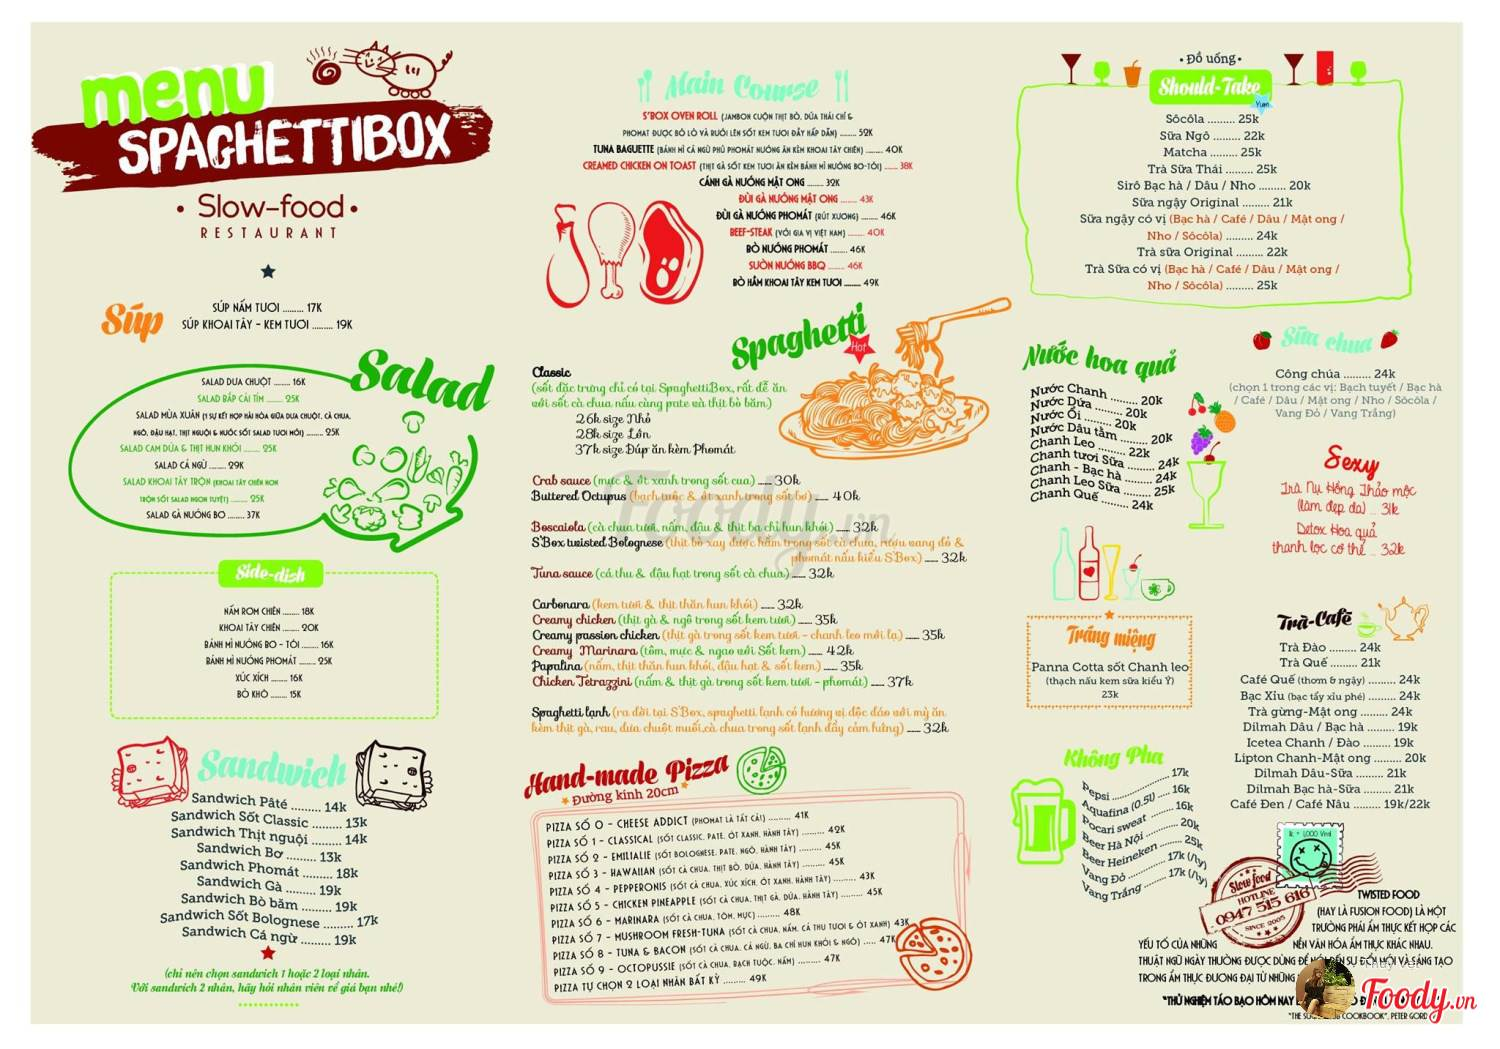 menu
SPAGHETTIBOX
• Slow-food •
RESTAURANT
Súp
SÚP NẤM TƯƠI ......... 17K
SÚP KHOAI TÂY - KEM TƯƠI ......... 19K
Salad
SALAD DƯA CHUỘT ......... 16K
SALAD BẮP CẢI TÍM ......... 25K
SALAD MÙA XUÂN (1 SỰ KẾT HỢP HÀI HÒA GIỮA DƯA CHUỘT, CÀ CHUA,
NGÔ, ĐẬU HẠT, THỊT NGUỘI & NƯỚC SỐT SALAD TƯƠI MỚI) ......... 25K
SALAD CAM DỨA & THỊT HUN KHÓI ......... 25K
SALAD CÁ NGỪ ......... 29K
SALAD KHOAI TÂY TRỘN (KHOAI TÂY CHIÊN NON
TRỘN SỐT SALAD NGON TUYỆT) ......... 25K
SALAD GÀ NƯỚNG BƠ ......... 37K
Side-dish
NẤM RƠM CHIÊN ......... 18K
KHOAI TÂY CHIÊN ......... 20K
BÁNH MÌ NƯỚNG BƠ - TỎI ......... 16K
BÁNH MÌ NƯỚNG PHOMÁT ......... 25K
XÚC XÍCH ......... 16K
BÒ KHÔ ......... 15K
Sandwich
Sandwich Pâté ......... 14k
Sandwich Sốt Classic ......... 13k
Sandwich Thịt nguội ......... 14k
Sandwich Bơ ......... 13k
Sandwich Phomát ......... 18k
Sandwich Gà ......... 19k
Sandwich Bò băm ......... 19k
Sandwich Sốt Bolognese ......... 17k
Sandwich Cá ngừ ......... 19k
(chỉ nên chọn sandwich 1 hoặc 2 loại nhân.
Với sandwich 2 nhân, hãy hỏi nhân viên về giá bạn nhé!)
Main Course
S'BOX OVEN ROLL (JAMBON CUỘN THỊT BÒ, DỨA THÁI CHỈ &
PHOMAT ĐƯỢC BỎ LÒ VÀ RƯỚI LÊN SỐT KEM TƯƠI ĐẦY HẤP DẪN) ......... 52K
TUNA BAGUETTE (BÁNH MÌ CÁ NGỪ PHỦ PHOMÁT NƯỚNG ĂN KÈN KHOAI TÂY CHIÊN) ......... 40K
CREAMED CHICKEN ON TOAST (THỊT GÀ SỐT KEM TƯƠI ĂN KÈM BÁNH MÌ NƯỚNG BƠ-TỎI) ......... 38K
CÁNH GÀ NƯỚNG MẬT ONG ......... 32K
ĐÙI GÀ NƯỚNG MẬT ONG ......... 43K
ĐÙI GÀ NƯỚNG PHOMÁT (RÚT XƯƠNG) ......... 46K
BEEF-STEAK (VỚI GIA VỊ VIỆT NAM) ......... 40K
BÒ NƯỚNG PHOMÁT ......... 46K
SƯỜN NƯỚNG BBQ ......... 46K
BÒ HẦM KHOAI TÂY KEM TƯƠI ......... 49K
Spaghetti
Hot
Classic
(sốt đặc trưng chỉ có tại SpaghettiBox, rất dễ ăn
với sốt cà chua nấu cùng pate và thịt bò băm)
26k size Nhỏ
28k size Lớn
37k size Đúp ăn kèm Phomát
Crab sauce (mực & ớt xanh trong sốt cua) ...... 30k
Buttered Octupus (bạch tuộc & ớt xanh trong sốt bơ) ...... 40k
Boscaiola (cà chua tươi, nấm, đậu & thịt ba chỉ hun khói) ...... 32k
S'Box twisted Bolognese (thịt bò xay được hầm trong sốt cà chua, rượu vang đỏ &
phomát nấu kiểu S'Box) ...... 32k
Tuna sauce (cá thu & đậu hạt trong sốt cà chua) ...... 32k
Carbonara (kem tươi & thịt thăn hun khói) ...... 32k
Creamy chicken (thịt gà & ngô trong sốt kem tươi) ...... 35k
Creamy passion chicken (thịt gà trong sốt kem tươi - chanh leo mới lạ) ...... 35k
Creamy Marinara (tôm, mực & ngao với Sốt kem) ...... 42k
Papalina (nấm, thịt thăn hun khói, đậu hạt & sốt kem) ...... 35k
Chicken Tetrazzini (nấm & thịt gà trong sốt kem tươi - phomát) ...... 37k
Spaghetti lạnh (ra đời tại S'Box, spaghetti lạnh có hương vị độc đáo với mỳ ăn
kèm thịt gà, rau, dưa chuột muối,cà chua trong sốt lạnh đầy cảm hứng) ...... 32k
Hand-made Pizza
Đường kính 20cm
PIZZA SỐ 0 - CHEESE ADDICT (PHOMAT LÀ TẤT CẢ!) ......... 41K
PIZZA SỐ 1 - CLASSICAL (SỐT CLASSIC, PATE, ỚT XANH, HÀNH TÂY) ......... 42K
PIZZA SỐ 2 - EMILIALIE (SỐT BOLOGNESE, PATE, NGÔ, HÀNH TÂY) ......... 45K
PIZZA SỐ 3 - HAWAIIAN (SỐT CÀ CHUA, THỊT BÒ, DỨA, HÀNH TÂY) ......... 45K
PIZZA SỐ 4 - PEPPERONIS (SỐT CÀ CHUA, XÚC XÍCH, ỚT XANH, HÀNH TÂY) ......... 43K
PIZZA SỐ 5 - CHICKEN PINEAPPLE (SỐT CÀ CHUA, THỊT GÀ, DỨA, HÀNH TÂY) ......... 45K
PIZZA SỐ 6 - MARINARA (SỐT CÀ CHUA, TÔM, MỰC) ......... 48K
PIZZA SỐ 7 - MUSHROOM FRESH-TUNA (SỐT CÀ CHUA, NẤM, CÁ THU TƯƠI & ỚT XANH) 43K
PIZZA SỐ 8 - TUNA & BACON (SỐT CÀ CHUA, CÁ NGỪ, BA CHỈ HUN KHÓI & NGÔ) ..... 47K
PIZZA SỐ 9 - OCTOPUSSIE (SỐT CÀ CHUA, BẠCH TUỘC, NẤM) ......... 47K
PIZZA TỰ CHỌN 2 LOẠI NHÂN BẤT KỲ ......... 49K
• Đồ uống •
Should-Take
Yum
Sôcôla ......... 25k
Sữa Ngô ......... 22k
Matcha ......... 25k
Trà Sữa Thái ......... 25k
Sirô Bạc hà / Dâu / Nho ......... 20k
Sữa ngậy Original ......... 21k
Sữa ngậy có vị (Bạc hà / Café / Dâu / Mật ong /
Nho / Sôcôla) ......... 24k
Trà sữa Original ......... 22k
Trà Sữa có vị (Bạc hà / Café / Dâu / Mật ong /
Nho / Sôcôla) ......... 25k
Nước hoa quả
Nước Chanh ......... 20k
Nước Dứa ......... 20k
Nước Ổi ......... 20k
Nước Dâu tằm ......... 20k
Chanh Leo ......... 22k
Chanh tươi Sữa ......... 24k
Chanh - Bạc hà ......... 24k
Chanh Leo Sữa ......... 25k
Chanh Quế ......... 24k
Sữa chua
Công chúa ......... 24k
(chọn 1 trong các vị: Bạch tuyết / Bạc hà
/ Café / Dâu / Mật ong / Nho / Sôcôla /
Vang Đỏ / Vang Trắng)
Sexy
Trà Nụ Hồng Thảo mộc
(làm đẹp da) ... 31k
Detox Hoa quả
thanh lọc cơ thể ... 32k
Tráng miệng
Panna Cotta sốt Chanh leo
(thạch nấu kem sữa kiểu Ý)
23k
Trà-Café
Trà Đào ......... 24k
Trà Quế ......... 21k
Café Quế (thơm & ngậy) ......... 24k
Bạc Xỉu (bạc tẩy xỉu phé) ......... 24k
Trà gừng-Mật ong ......... 24k
Dilmah Dâu / Bạc hà ......... 19k
Icetea Chanh / Đào ......... 19k
Lipton Chanh-Mật ong ......... 20k
Dilmah Dâu-Sữa ......... 21k
Dilmah Bạc hà-Sữa ......... 21k
Café Đen / Café Nâu ......... 19k/22k
Không Pha
Pepsi ......... 17k
Aquafina (0.5l) ..... 16k
Pocari sweat ...... 16k
Beer Hà Nội ......... 20k
Beer Heineken ......... 25k
Vang Đỏ ......... 17k (/ly)
Vang Trắng ......... 17k (/ly)
1k = 1,000 Vnd
Slow food
HOTLINE
0947 515 616
SINCE 2005
TWISTED FOOD
(HAY LÀ FUSION FOOD) LÀ MỘT
TRƯỜNG PHÁI ẨM THỰC KẾT HỢP CÁC
YẾU TỐ CỦA NHỮNG NỀN VĂN HÓA ẨM THỰC KHÁC NHAU.
THUẬT NGỮ NGÀY THƯỜNG ĐƯỢC DÙNG ĐỂ NÓI ĐẾN SỰ ĐỔI MỚI VÀ SÁNG TẠO
TRONG ẨM THỰC ĐƯƠNG ĐẠI TỪ NHỮNG
"THỬ NGHIỆM TÁO BẠO HÔM NAY
COOKBOOK", PETER
Foody.vn
Foody.vn